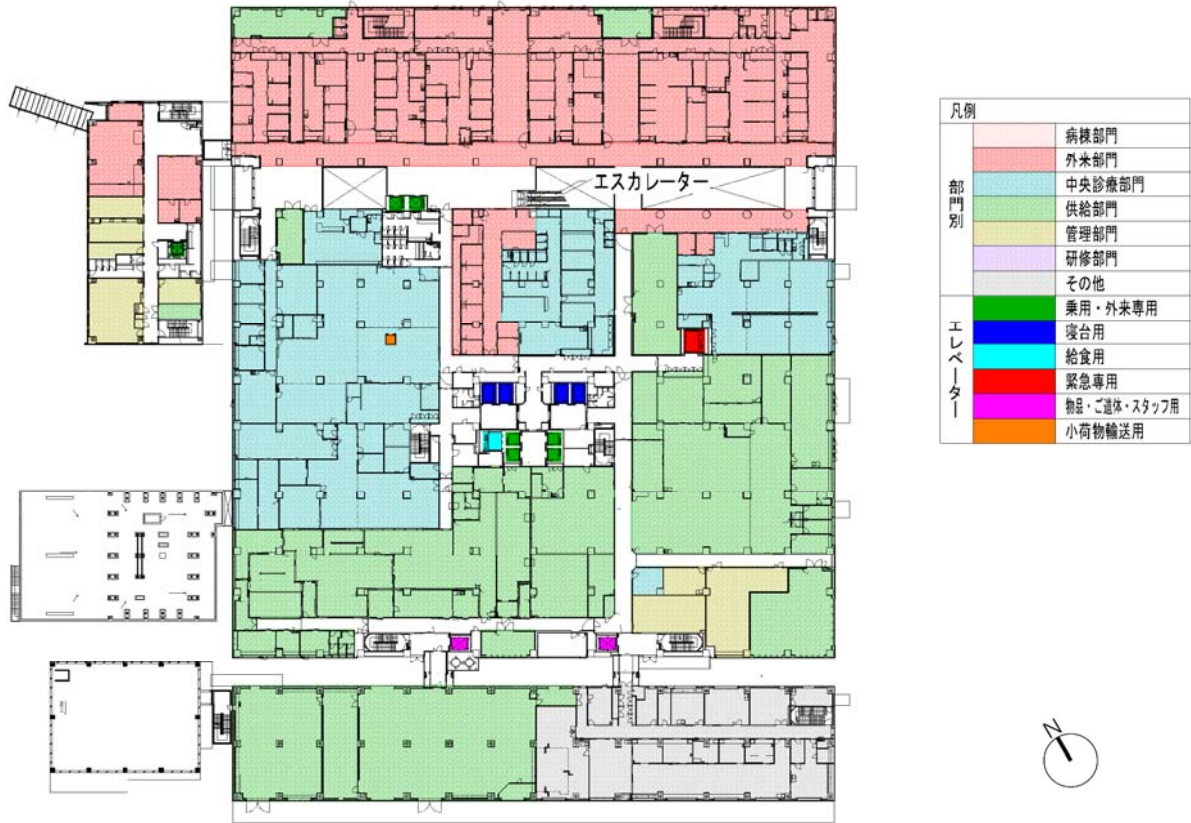 エスカレーター
凡例
部門別
病棟部門
外来部門
中央診療部門
供給部門
管理部門
研修部門
その他
エレベーター
乗用・外来専用
寝台用
給食用
緊急専用
物品・ご遺体・スタッフ用
小荷物輸送用
N